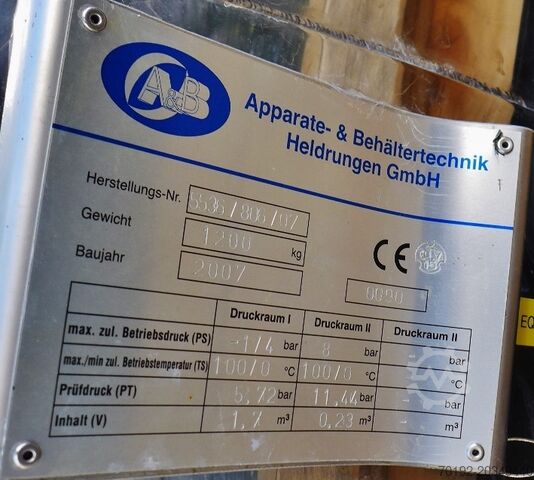 A&B
Apparate- & Behältertechnik
Heldrungen GmbH
Herstellungs-Nr. 5536/806/07
Gewicht 1200 kg
Baujahr 2007
CE
0090
Druckraum I Druckraum II Druckraum II
max. zul. Betriebsdruck (PS) -1/4 bar 8 bar - bar
max./min zul. Betriebstemperatur (TS) 100/0 °C 100/0 °C - °C
Prüfdruck (PT) 5,72 bar 11,44 bar - bar
Inhalt (V) 1,7 m³ 0,23 m³ - m³
EQ